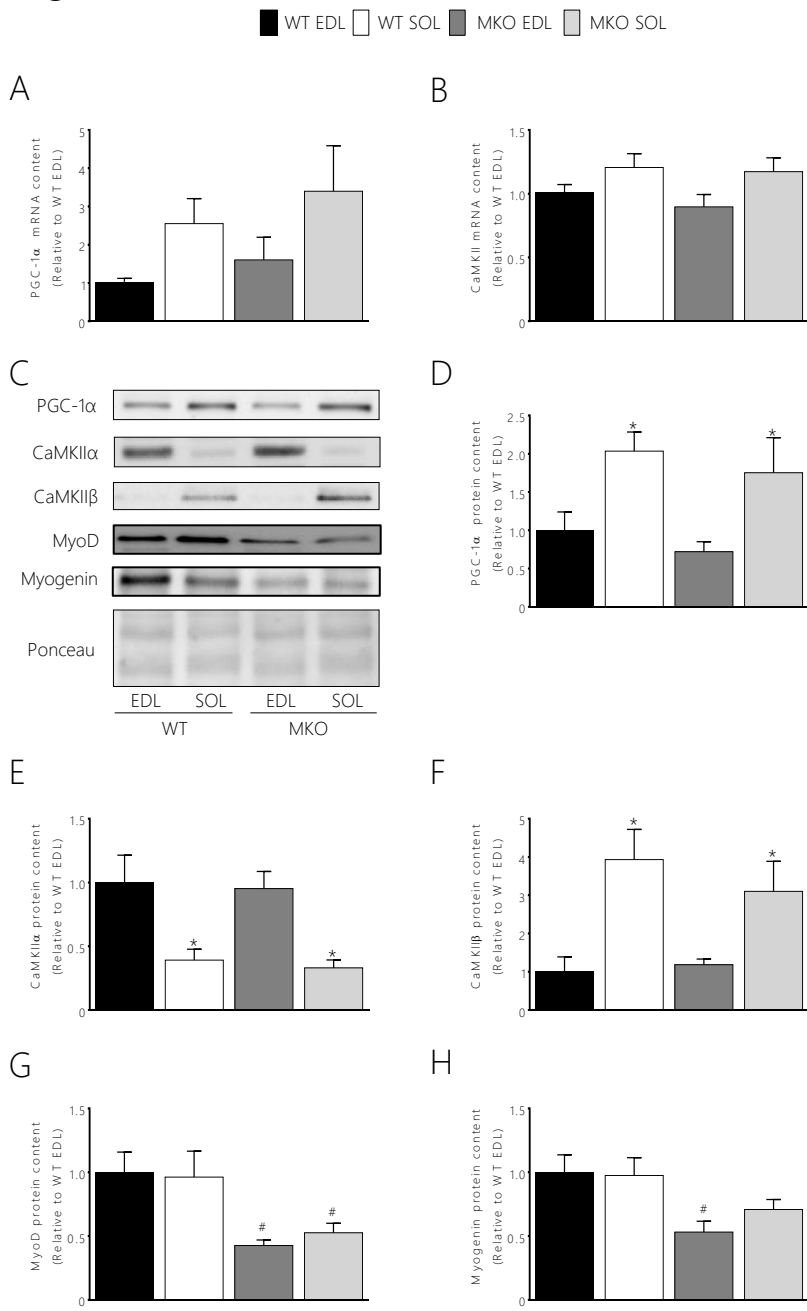 WT EDL WT SOL MKO EDL MKO SOL
A
PGC-1α mRNA content
(Relative to WT EDL)
5
4
3
2
1
0
B
CaMKII mRNA content
(Relative to WT EDL)
1.5
1.0
0.5
0
C
PGC-1α
CaMKIIα
CaMKIIβ
MyoD
Myogenin
Ponceau
EDL SOL EDL SOL
WT MKO
D
PGC-1α protein content
(Relative to WT EDL)
2.5
2.0
1.5
1.0
0.5
0
* *
E
CaMKIIα protein content
(Relative to WT EDL)
1.5
1.0
0.5
0
* *
F
CaMKIIβ protein content
(Relative to WT EDL)
5
4
3
2
1
0
* *
G
MyoD protein content
(Relative to WT EDL)
1.5
1.0
0.5
0
# #
H
Myogenin protein content
(Relative to WT EDL)
1.5
1.0
0.5
0
#